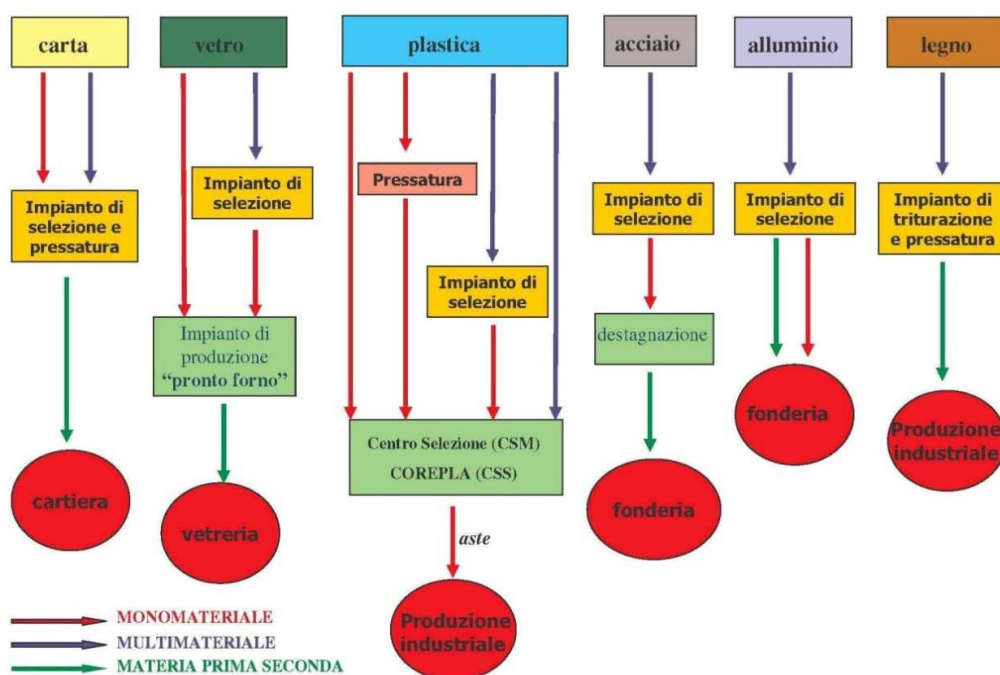 carta
vetro
plastica
acciaio
alluminio
legno
Impianto di
selezione e
pressatura
Impianto di
selezione
Pressatura
Impianto di
selezione
Impianto di
selezione
Impianto di
selezione
Impianto di
triturazione
e pressatura
Impianto di
produzione
“pronto forno”
destagnazione
Centro Selezione (CSM)
COREPLA (CSS)
cartiera
vetreria
aste
Produzione
industriale
fonderia
fonderia
Produzione
industriale
MONOMATERIALE
MULTIMATERIALE
MATERIA PRIMA SECONDA